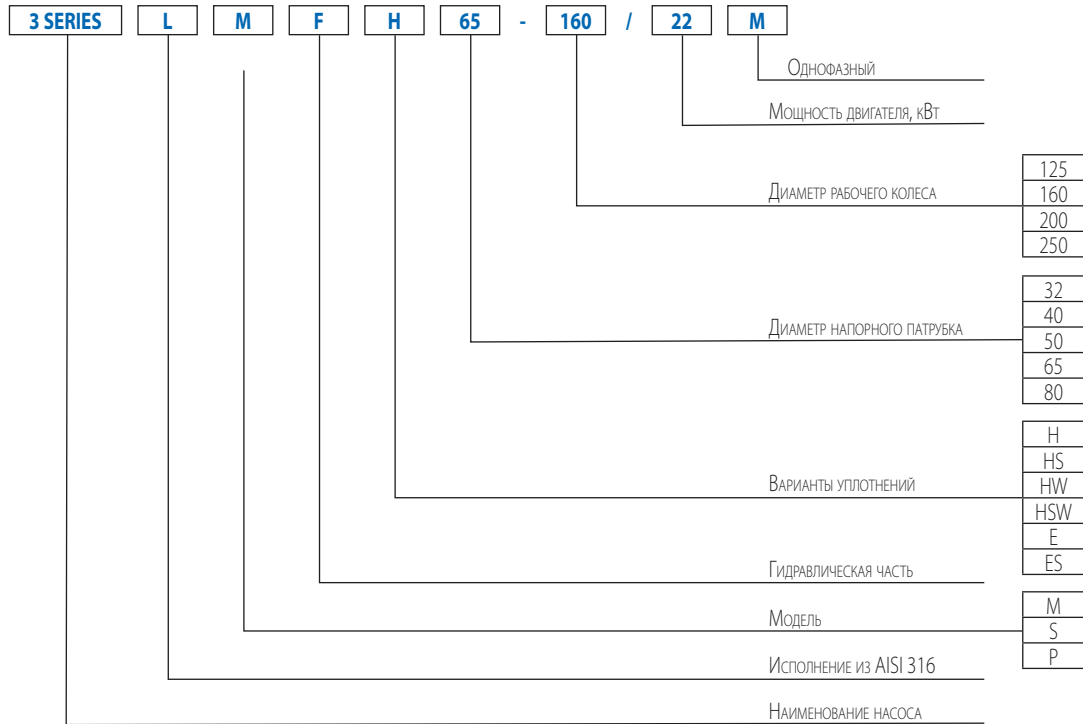 3 SERIES L M F H 65 - 160 / 22 M
Однофазный
Мощность двигателя, кВт
125
Диаметр рабочего колеса 160
200
250
32
40
Диаметр напорного патрубка 50
65
80
H
HS
Варианты уплотнений HW
HSW
E
ES
Гидравлическая часть
M
Модель S
P
Исполнение из AISI 316
Наименование насоса